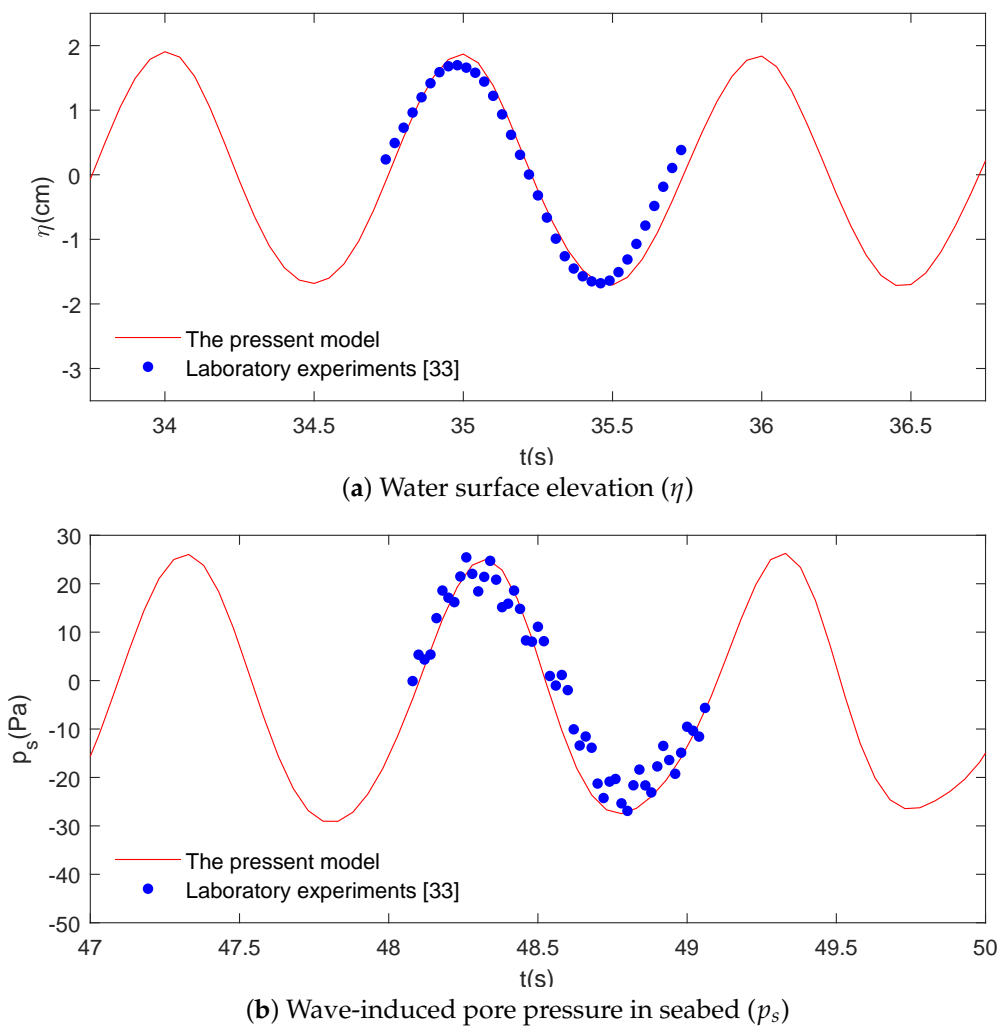 2
1
0
-1
-2
-3
η(cm)
The pressent model
Laboratory experiments [33]
34 34.5 35 35.5 36 36.5
t(s)
(a) Water surface elevation (η)
30
20
10
0
-10
-20
-30
-40
-50
p_s(Pa)
The pressent model
Laboratory experiments [33]
47 47.5 48 48.5 49 49.5 50
t(s)
(b) Wave-induced pore pressure in seabed (p_s)